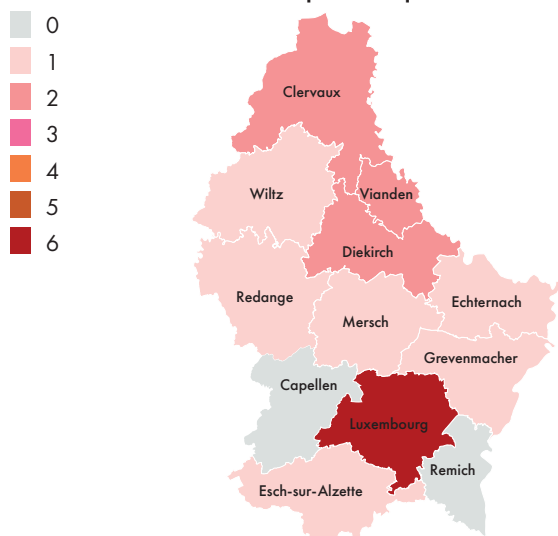 0
1
2
3
4
5
6
Clervaux
Wiltz
Vianden
Diekirch
Redange
Echternach
Mersch
Grevenmacher
Capellen
Luxembourg
Remich
Esch-sur-Alzette